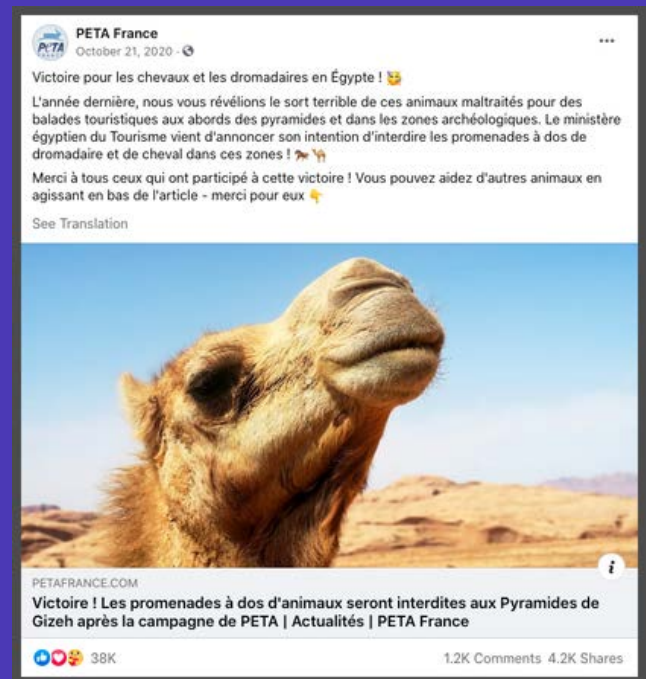 PETA France
October 21, 2020
PETA
Victoire pour les chevaux et les dromadaires en Égypte ! 🥰
L'année dernière, nous vous révélions le sort terrible de ces animaux maltraités pour des
balades touristiques aux abords des pyramides et dans les zones archéologiques. Le ministère
égyptien du Tourisme vient d'annoncer son intention d'interdire les promenades à dos de
dromadaire et de cheval dans ces zones ! 🐎🐪
Merci à tous ceux qui ont participé à cette victoire ! Vous pouvez aidez d'autres animaux en
agissant en bas de l'article - merci pour eux 👇
See Translation
PETAFRANCE.COM
Victoire ! Les promenades à dos d'animaux seront interdites aux Pyramides de
Gizeh après la campagne de PETA | Actualités | PETA France
38K 1.2K Comments 4.2K Shares